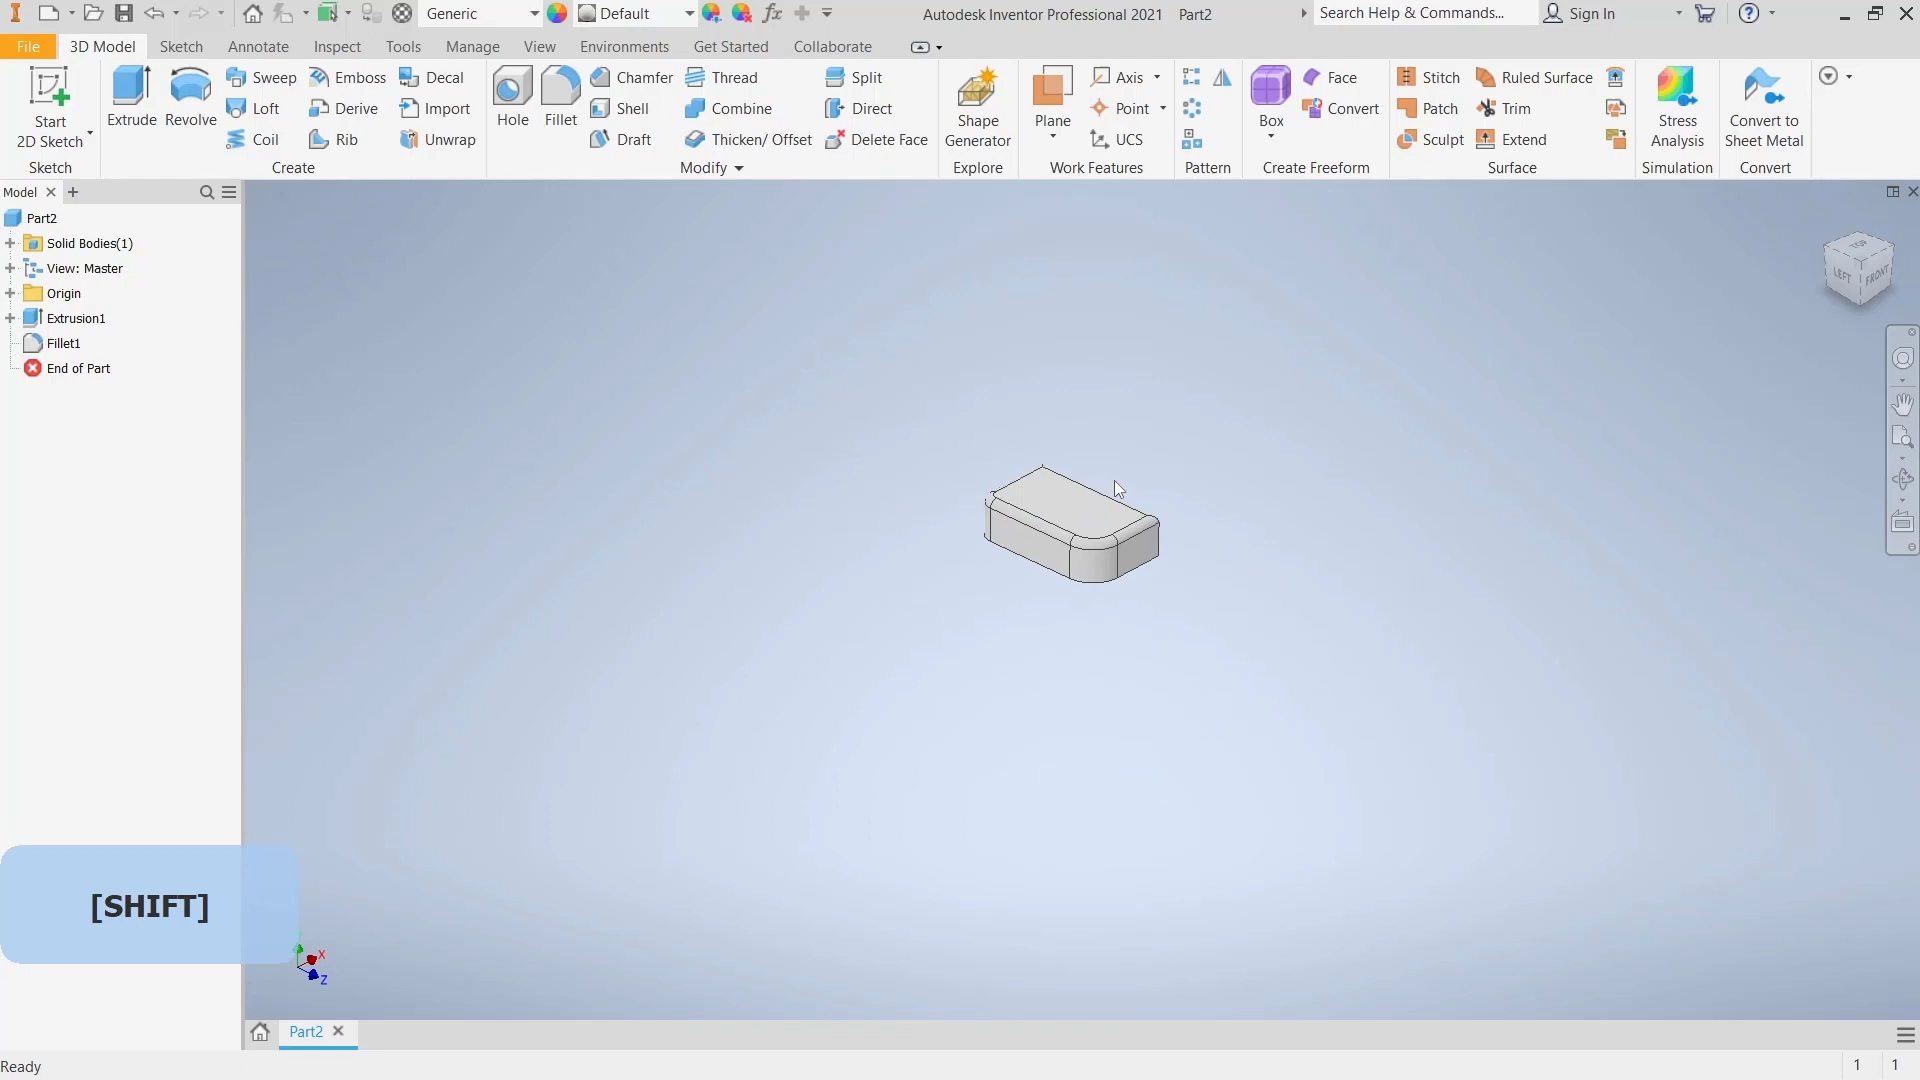 Generic
Default
Autodesk Inventor Professional 2021 Part2
Search Help & Commands...
Sign In
File 3D Model Sketch Annotate Inspect Tools Manage View Environments Get Started Collaborate
Start
2D Sketch
Sketch
Extrude
Revolve
Sweep
Loft
Coil
Emboss
Derive
Rib
Decal
Import
Unwrap
Create
Hole
Fillet
Chamfer
Shell
Draft
Thread
Combine
Thicken/ Offset
Split
Direct
Delete Face
Modify
Shape
Generator
Explore
Plane
Axis
Point
UCS
Work Features
Pattern
Box
Face
Convert
Create Freeform
Stitch
Patch
Sculpt
Ruled Surface
Trim
Extend
Surface
Stress
Analysis
Simulation
Convert to
Sheet Metal
Convert
Model
Part2
Solid Bodies(1)
View: Master
Origin
Extrusion1
Fillet1
End of Part
TOP
LEFT
FRONT
[SHIFT]
X
Z
Part2
Ready
1 1